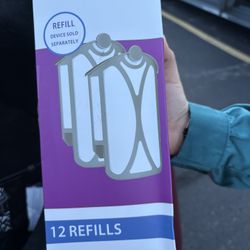 REFILL
DEVICE SOLD
SEPARATELY
12 REFILLS